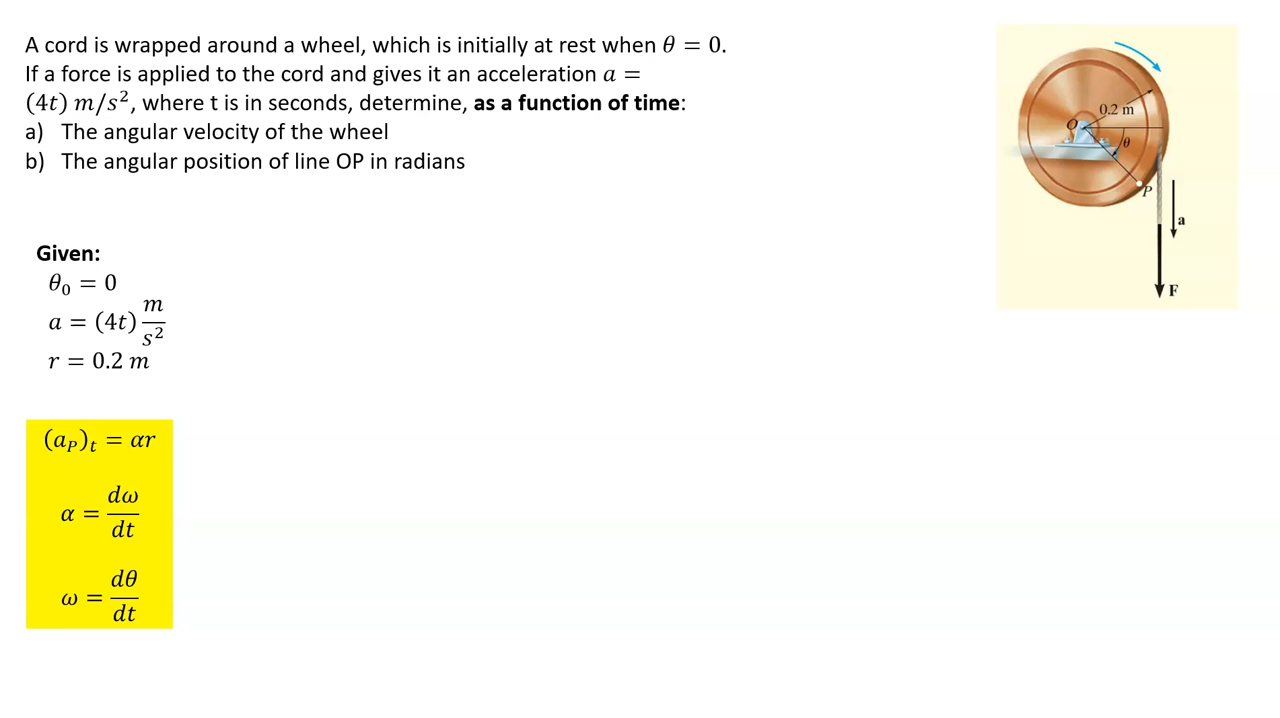 A cord is wrapped around a wheel, which is initially at rest when 𝜃 = 0.
If a force is applied to the cord and gives it an acceleration 𝑎 =
(4𝑡) 𝑚/𝑠², where t is in seconds, determine, as a function of time:
a) The angular velocity of the wheel
b) The angular position of line OP in radians
0.2 m
O
θ
P
a
F
Given:
𝜃₀ = 0
𝑎 = (4𝑡) 𝑚/𝑠²
𝑟 = 0.2 𝑚
(𝑎_P)_t = 𝛼𝑟
𝛼 = 𝑑𝜔/𝑑𝑡
𝜔 = 𝑑𝜃/𝑑𝑡